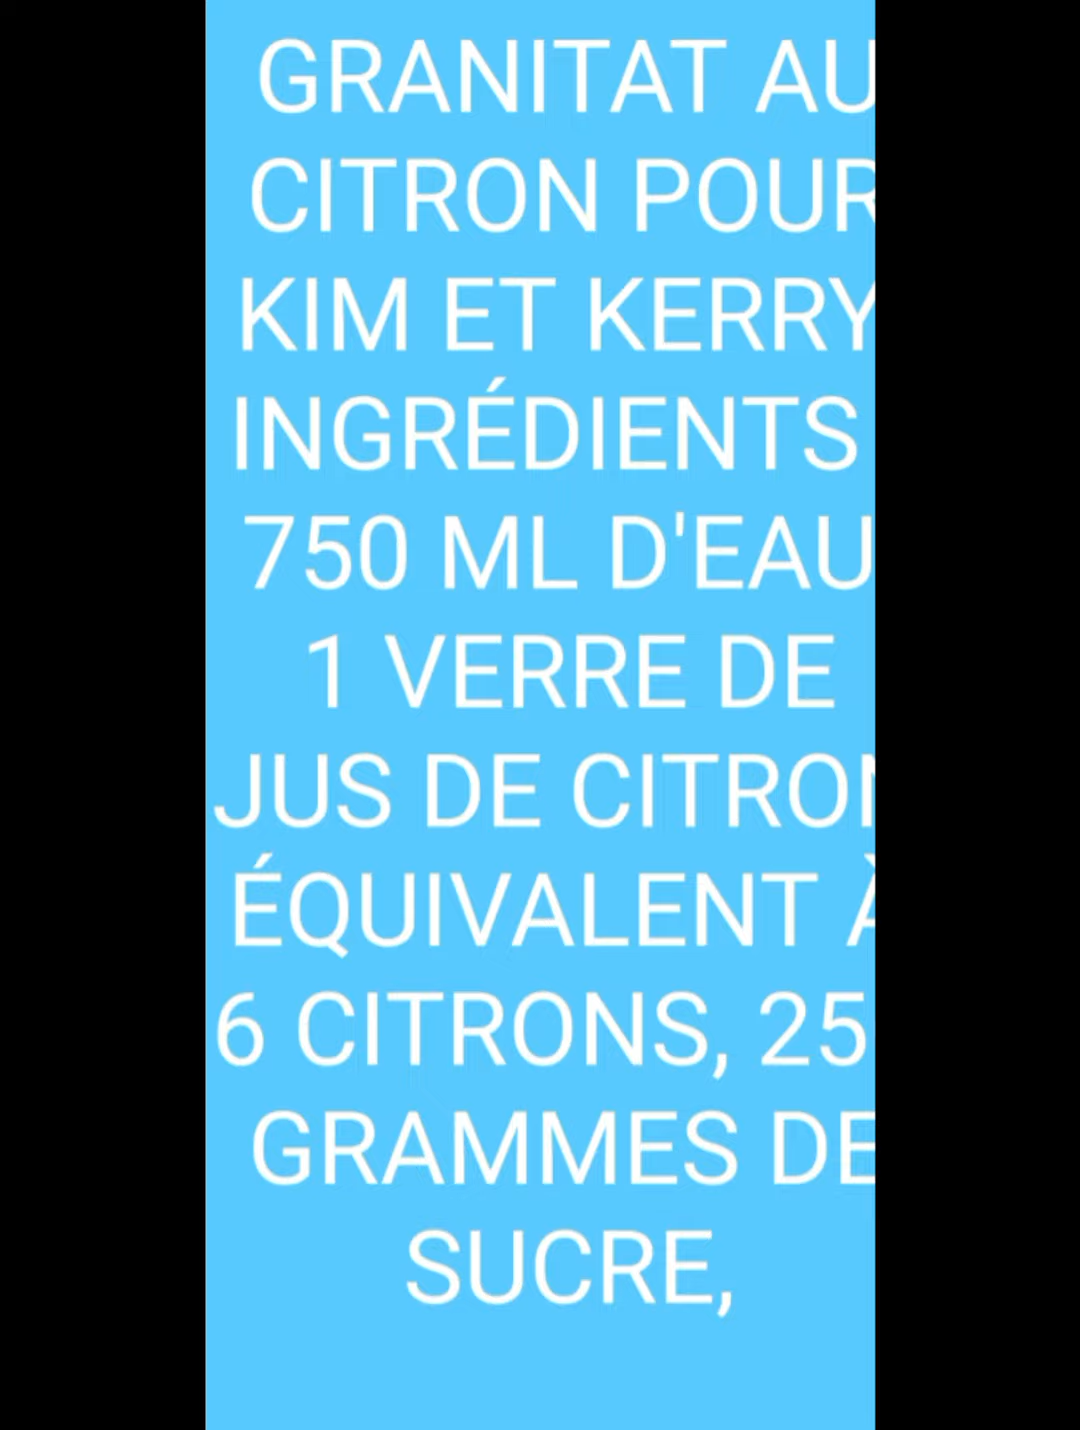 GRANITAT AU
CITRON POUR
KIM ET KERRY
INGRÉDIENTS
750 ML D'EAU
1 VERRE DE
JUS DE CITRON
ÉQUIVALENT À
6 CITRONS, 25
GRAMMES DE
SUCRE,